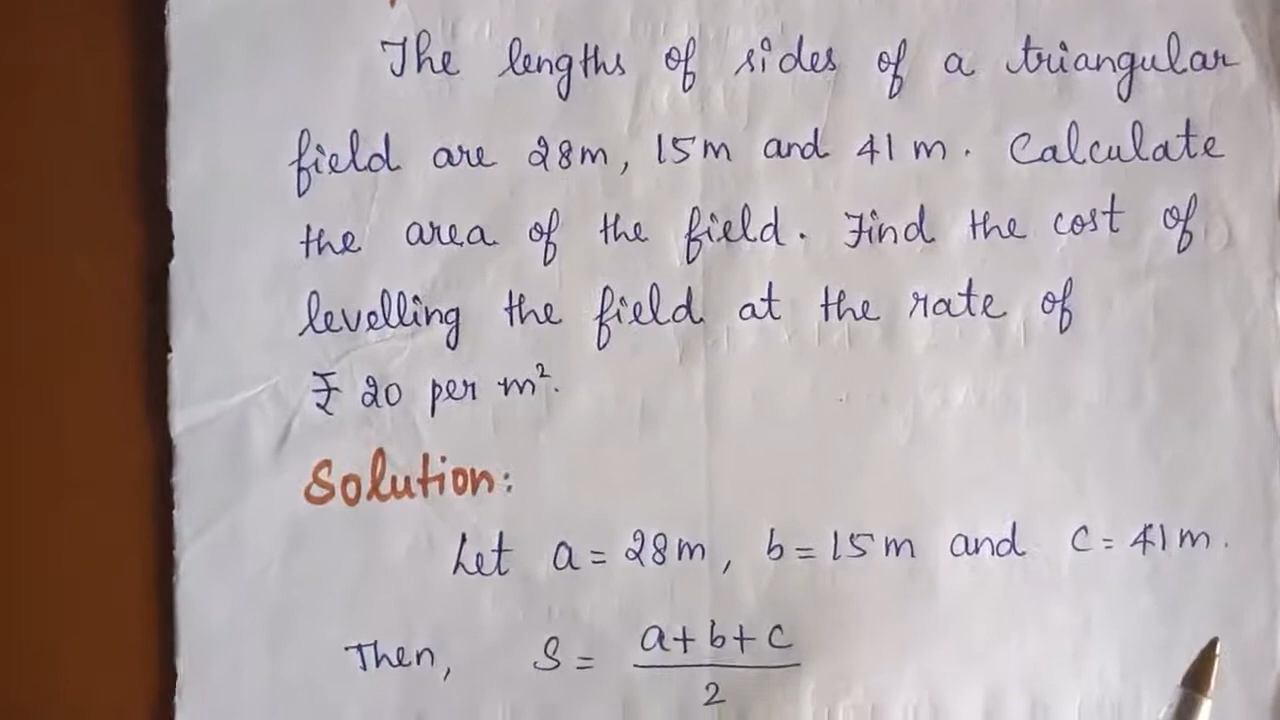 The lengths of sides of a triangular
field are 28m, 15m and 41 m. Calculate
the area of the field. Find the cost of
levelling the field at the rate of
₹ 20 per m².
Solution:
Let a = 28m, b = 15m and c = 41m.
Then, S = a+b+c
2